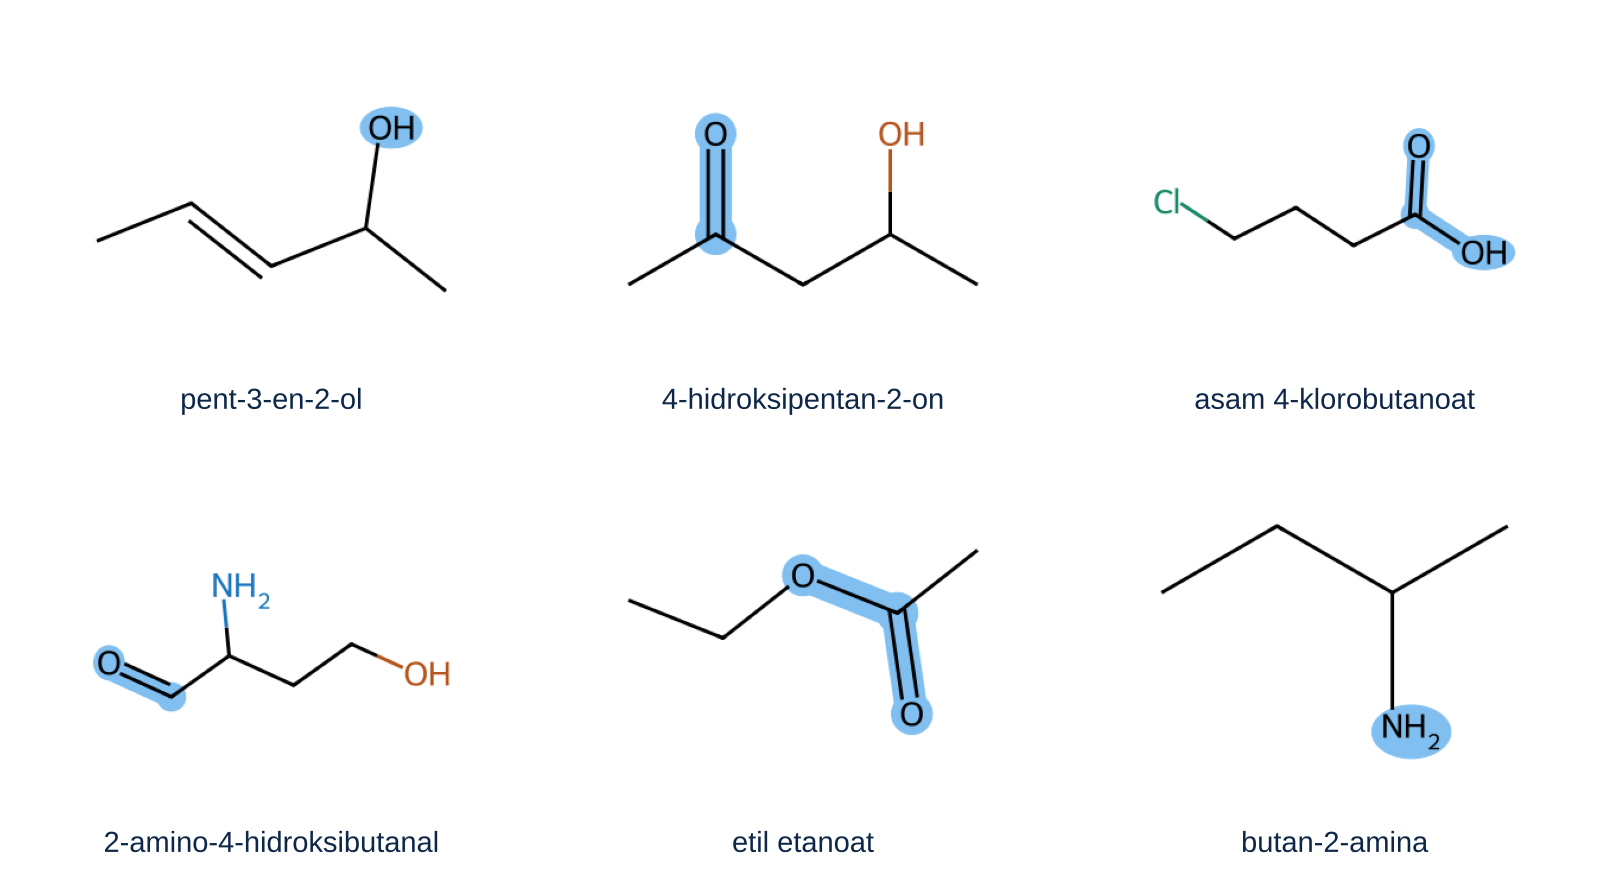 OH
O
OH
O
Cl
OH
pent-3-en-2-ol
4-hidroksipentan-2-on
asam 4-klorobutanoat
NH2
O
OH
O
O
NH2
2-amino-4-hidroksibutanal
etil etanoat
butan-2-amina